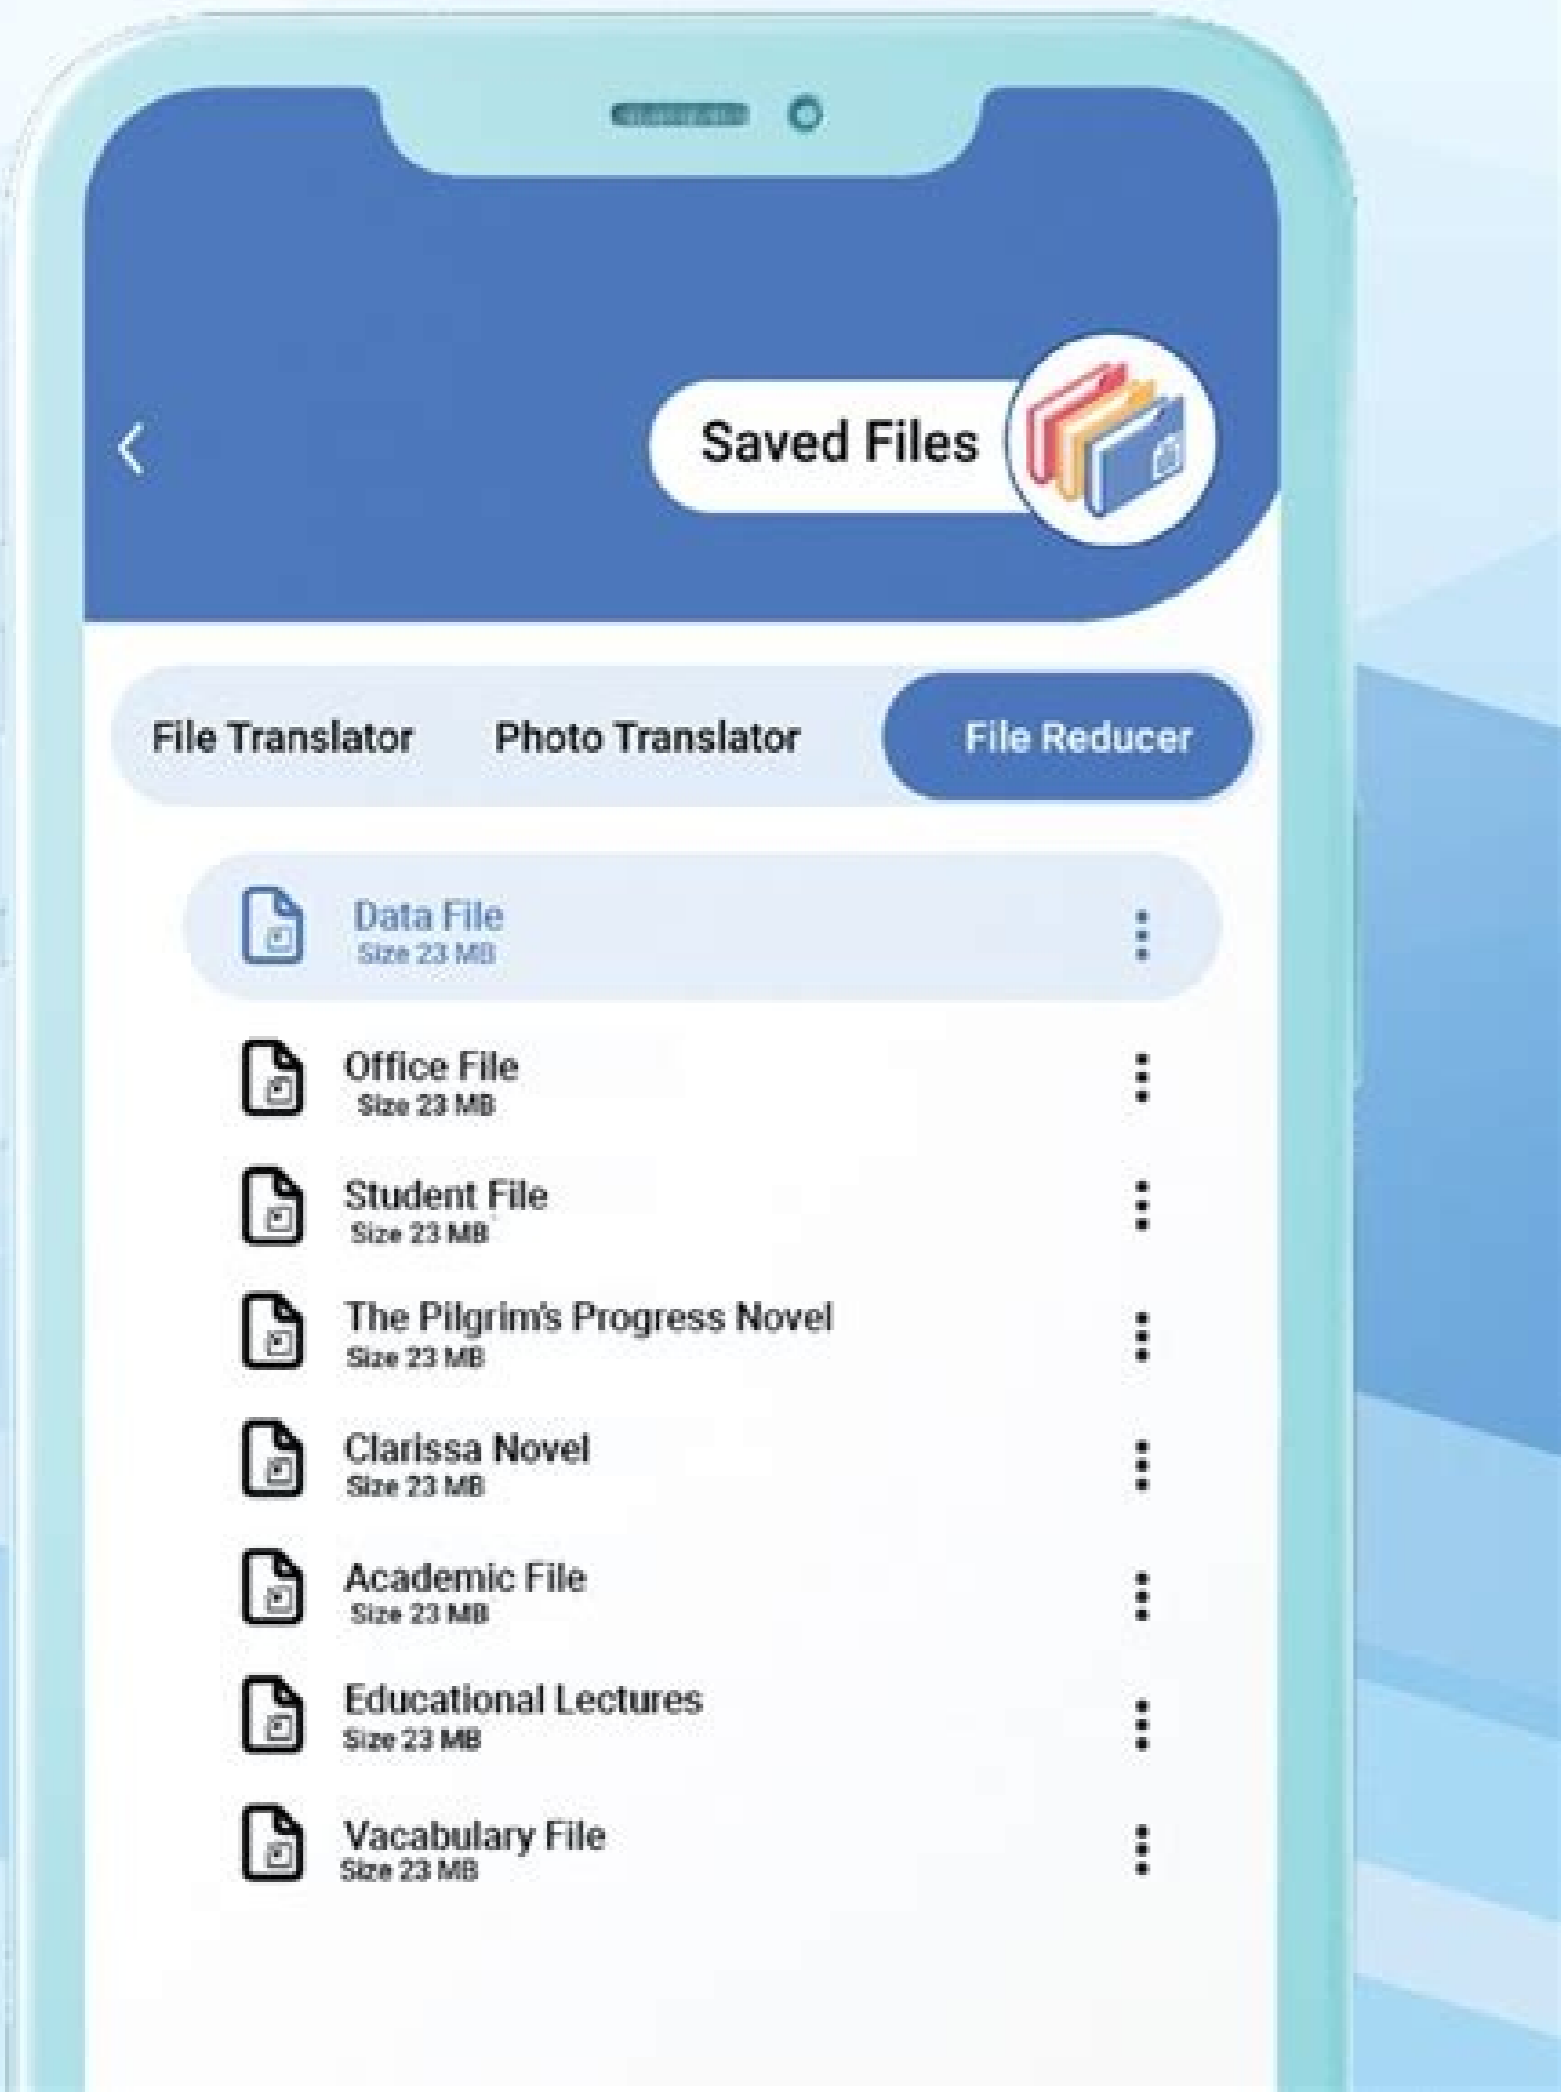 Saved Files
File Translator Photo Translator File Reducer
Data File
Size 23 MB
Office File
Size 23 MB
Student File
Size 23 MB
The Pilgrim's Progress Novel
Size 23 MB
Clarissa Novel
Size 23 MB
Academic File
Size 23 MB
Educational Lectures
Size 23 MB
Vacabulary File
Size 23 MB